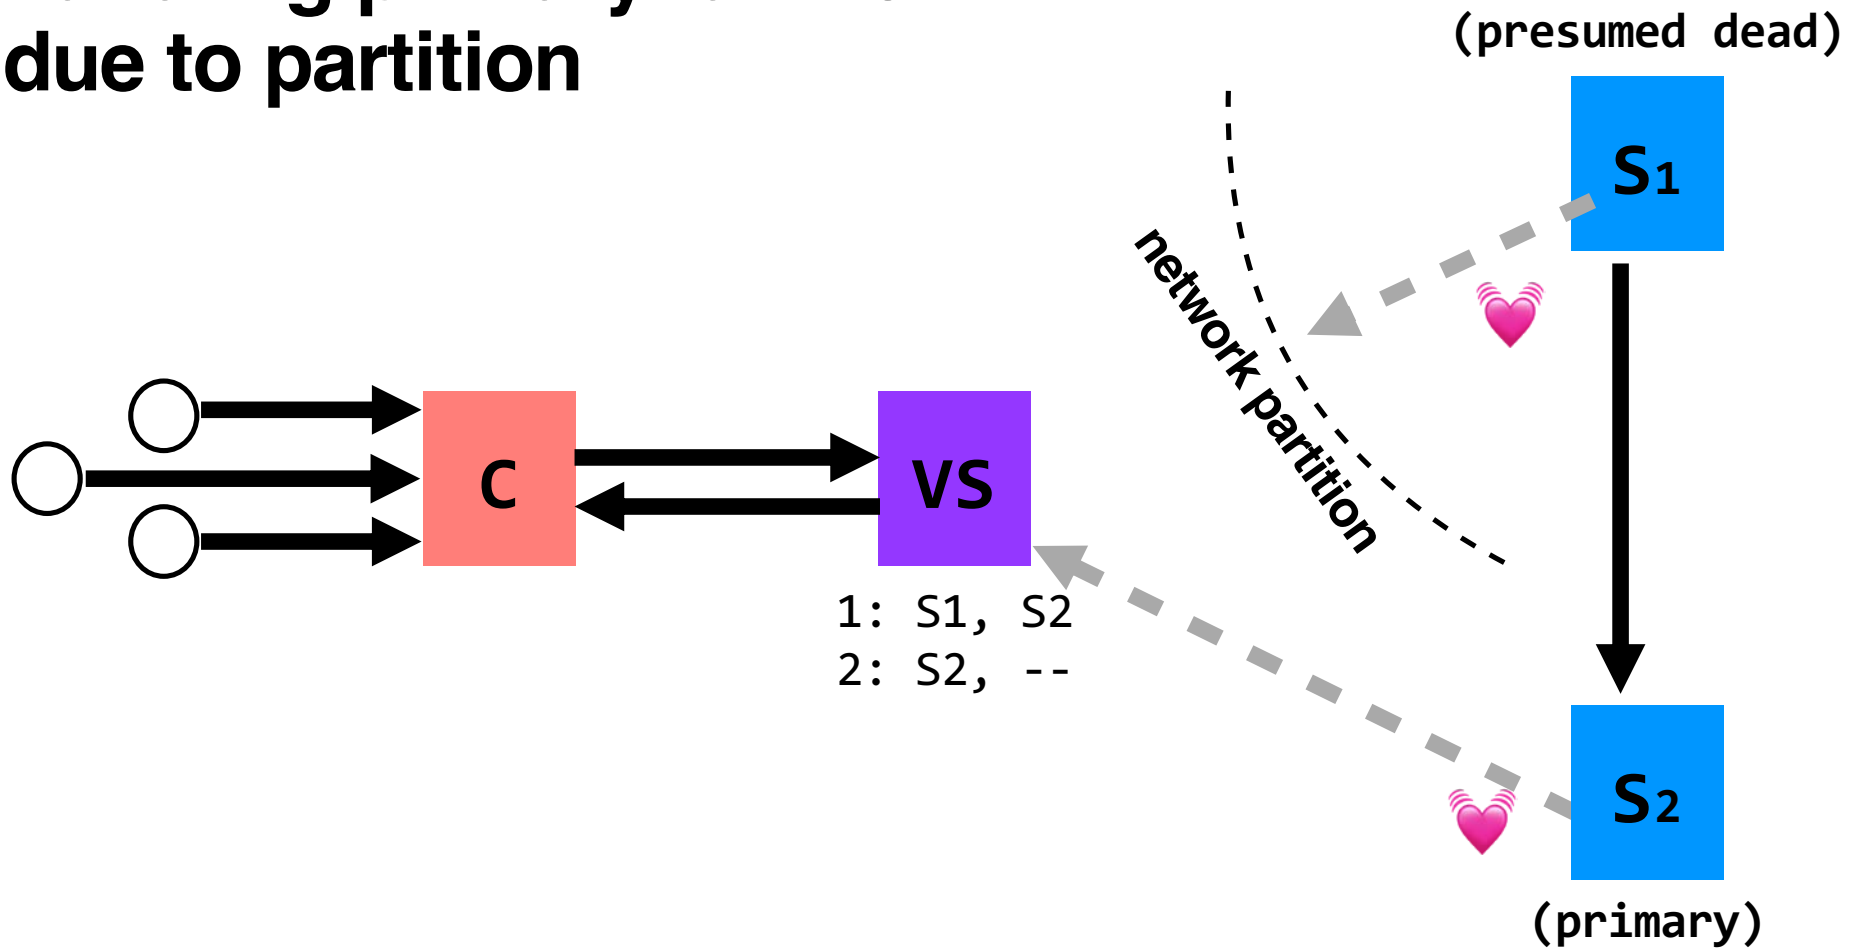 due to partition
(presumed dead)
S1
network partition
C
VS
1: S1, S2
2: S2, --
S2
(primary)